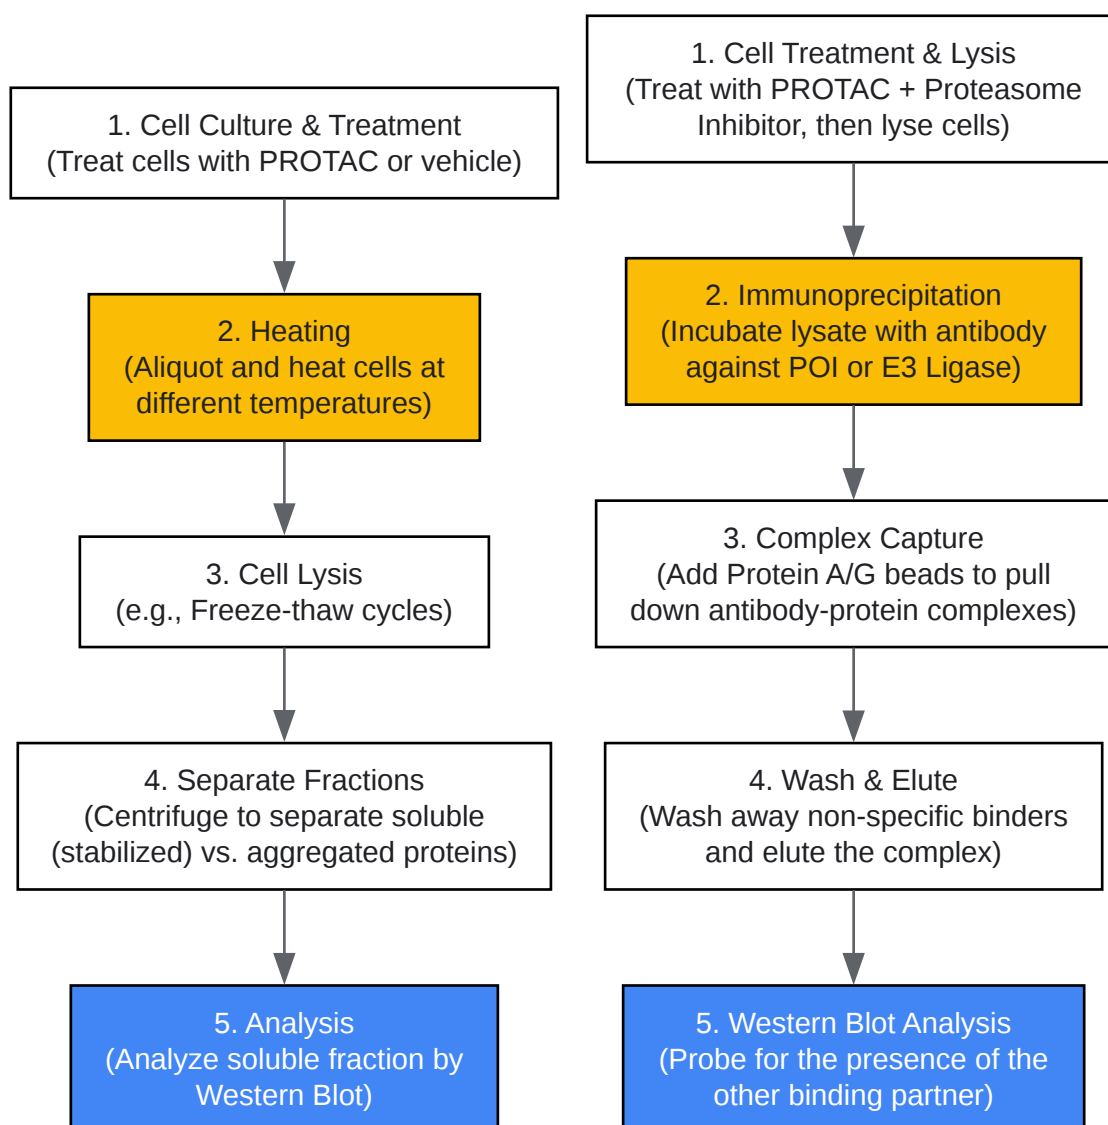 1. Cell Culture & Treatment
(Treat cells with PROTAC or vehicle)
2. Heating
(Aliquot and heat cells at
different temperatures)
3. Cell Lysis
(e.g., Freeze-thaw cycles)
4. Separate Fractions
(Centrifuge to separate soluble
(stabilized) vs. aggregated proteins)
5. Analysis
(Analyze soluble fraction by
Western Blot)
1. Cell Treatment & Lysis
(Treat with PROTAC + Proteasome
Inhibitor, then lyse cells)
2. Immunoprecipitation
(Incubate lysate with antibody
against POI or E3 Ligase)
3. Complex Capture
(Add Protein A/G beads to pull
down antibody-protein complexes)
4. Wash & Elute
(Wash away non-specific binders
and elute the complex)
5. Western Blot Analysis
(Probe for the presence of the
other binding partner)